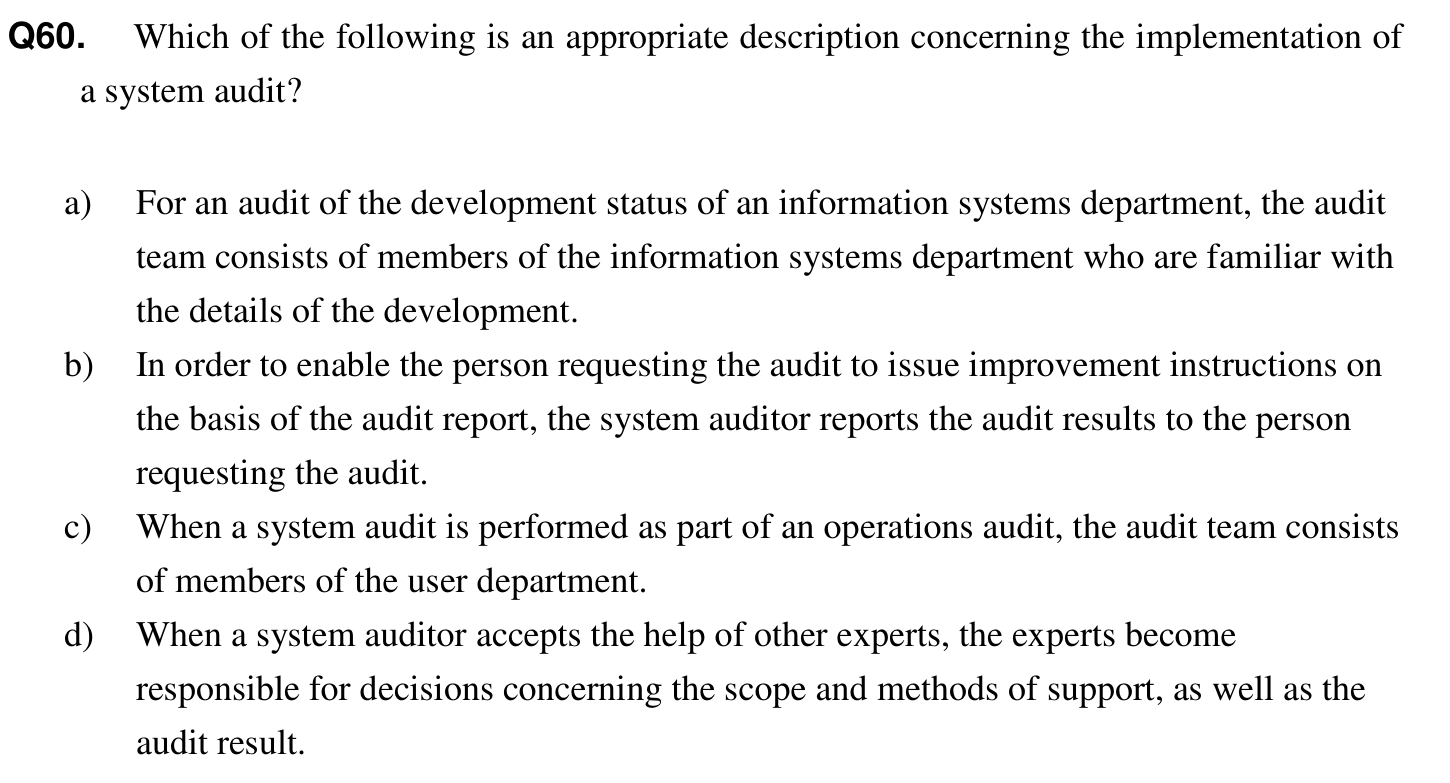 Q60. Which of the following is an appropriate description concerning the implementation of
a system audit?
a) For an audit of the development status of an information systems department, the audit
team consists of members of the information systems department who are familiar with
the details of the development.
b) In order to enable the person requesting the audit to issue improvement instructions on
the basis of the audit report, the system auditor reports the audit results to the person
requesting the audit.
c) When a system audit is performed as part of an operations audit, the audit team consists
of members of the user department.
d) When a system auditor accepts the help of other experts, the experts become
responsible for decisions concerning the scope and methods of support, as well as the
audit result.